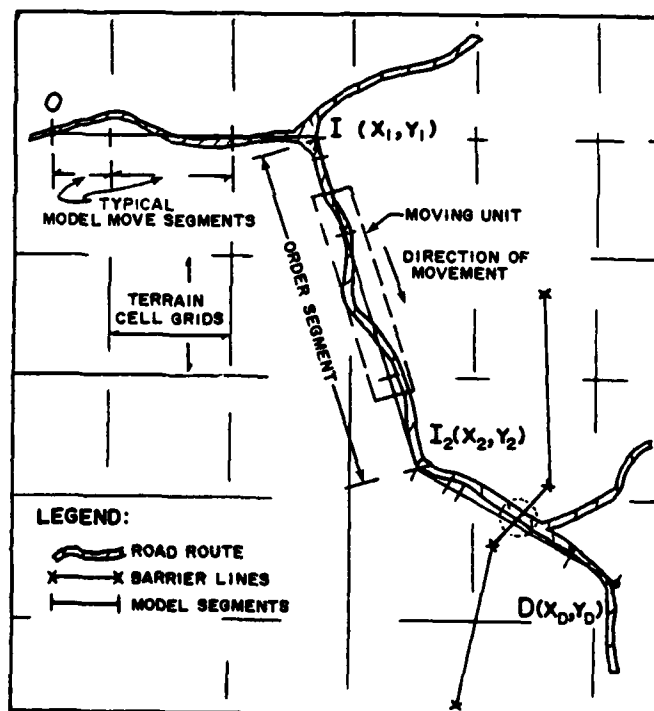 O
I (X1, Y1)
TYPICAL
MODEL MOVE SEGMENTS
MOVING UNIT
DIRECTION OF
MOVEMENT
ORDER SEGMENT
TERRAIN
CELL GRIDS
I2(X2, Y2)
LEGEND:
ROAD ROUTE
BARRIER LINES
MODEL SEGMENTS
D(XD, YD)